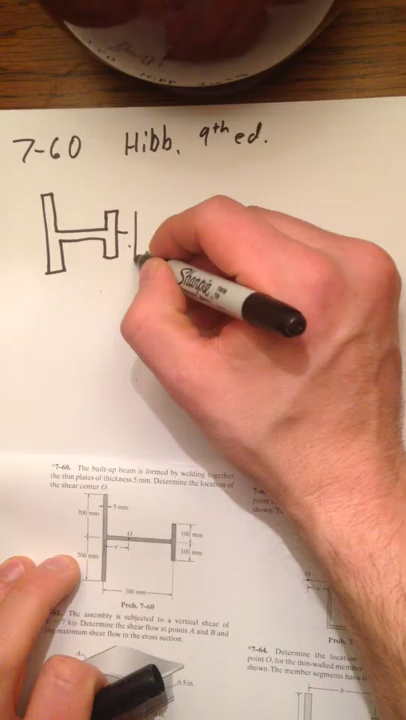 7-60 Hibb. 9th ed.
Sharpie
*7-60. The built-up beam is formed by welding together
the thin plates of thickness 5 mm. Determine the location of
the shear center O.
5 mm
200 mm
100 mm
O
200 mm
100 mm
300 mm
Prob. 7-60
The assembly is subjected to a vertical shear of
7 kip. Determine the shear flow at points A and B and
maximum shear flow in the cross section.
A
0.5 in
*7-64. Determine the location
point O, for the thin-walled member
shown. The member segments have